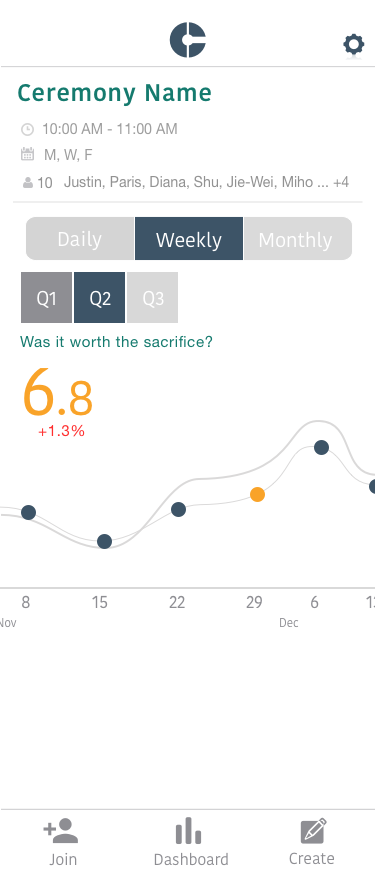 Ceremony Name
10:00 AM - 11:00 AM
M, W, F
10 Justin, Paris, Diana, Shu, Jie-Wei, Miho ... +4
Daily Weekly Monthly
Q1 Q2 Q3
Was it worth the sacrifice?
6.8
+1.3%
8 15 22 29 6
Nov Dec
Join Dashboard Create